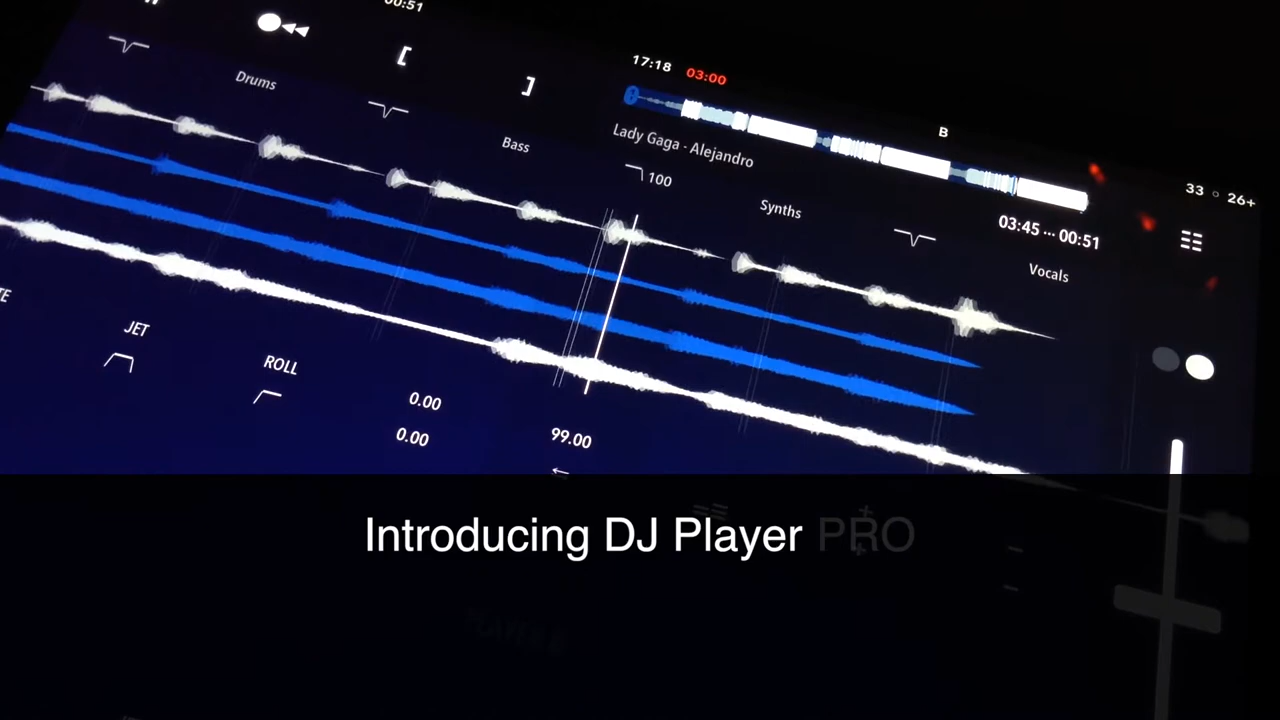 00:51
[
]
17:18 03:00
B
33 26+
Drums
Bass
Lady Gaga - Alejandro
100
Synths
03:45 ... 00:51
Vocals
JET
ROLL
0.00
0.00
99.00
Introducing DJ Player PRO